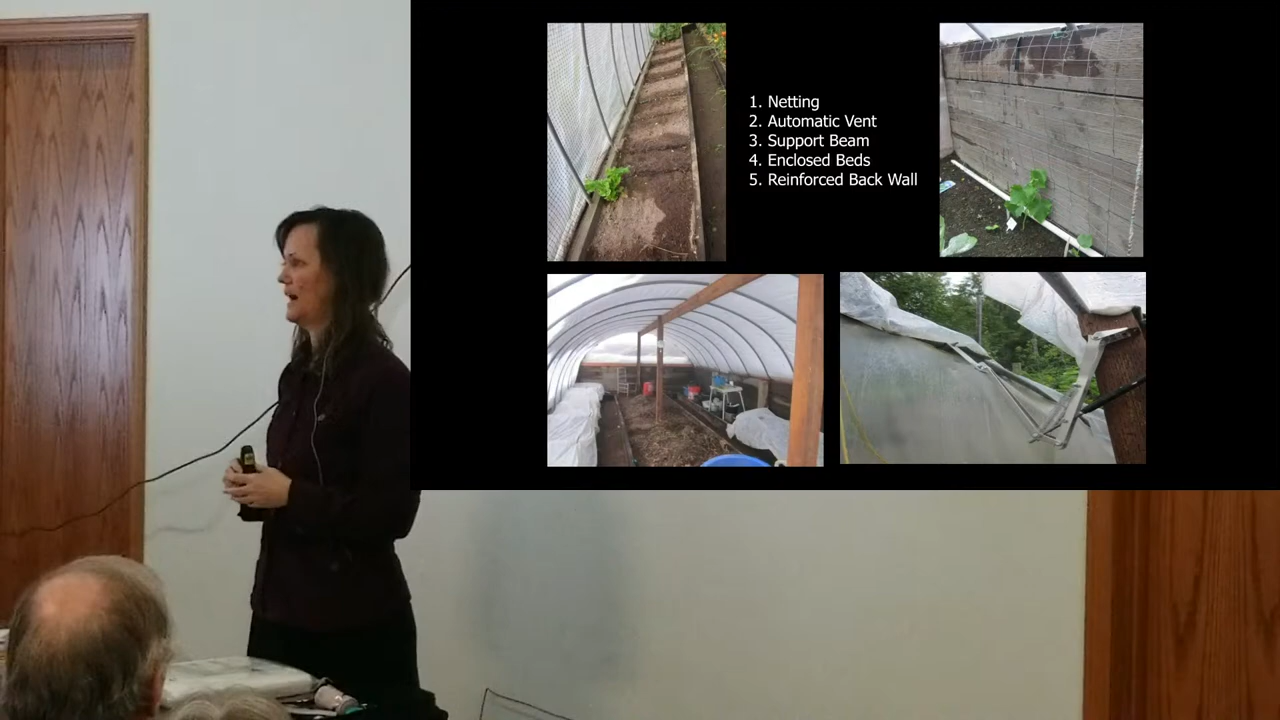 1. Netting
2. Automatic Vent
3. Support Beam
4. Enclosed Beds
5. Reinforced Back Wall